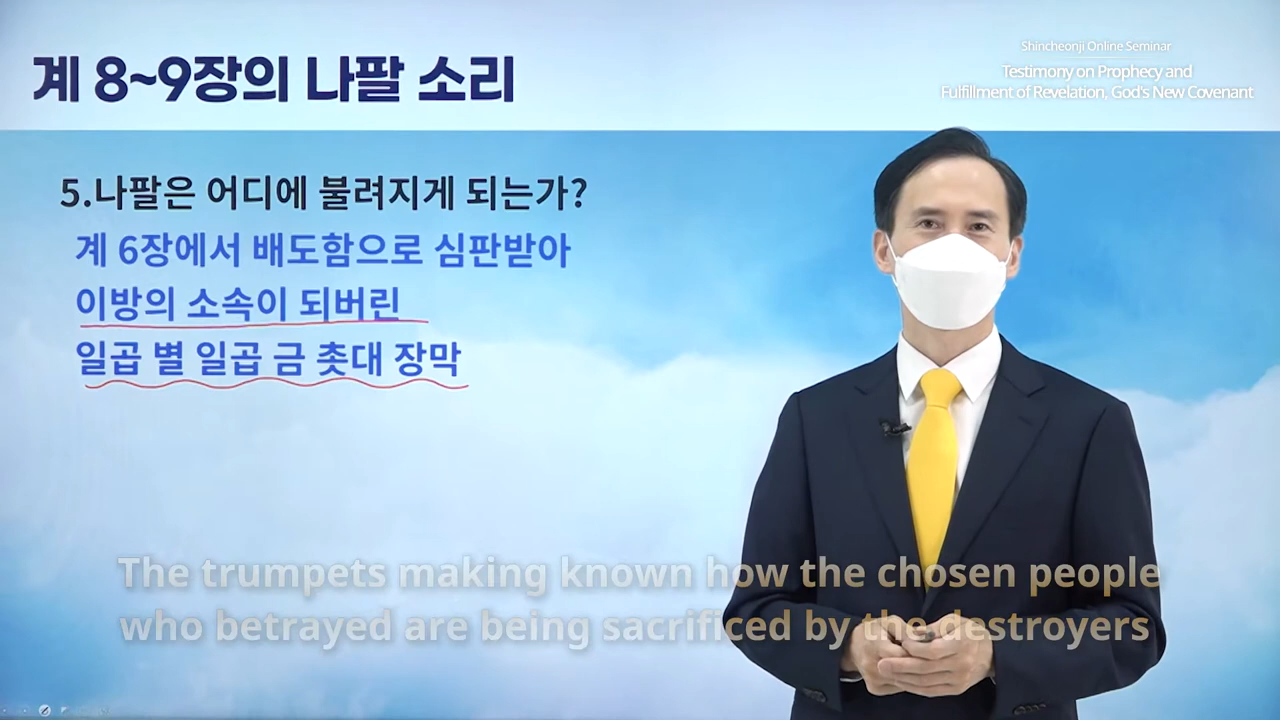 계 8~9장의 나팔 소리
Shincheonji Online Seminar
Testimony on Prophecy and
Fulfillment of Revelation, God's New Covenant
5.나팔은 어디에 불려지게 되는가?
계 6장에서 배도함으로 심판받아
이방의 소속이 되버린
일곱 별 일곱 금 촛대 장막
The trumpets making known how the chosen people
who betrayed are being sacrificed by the destroyers